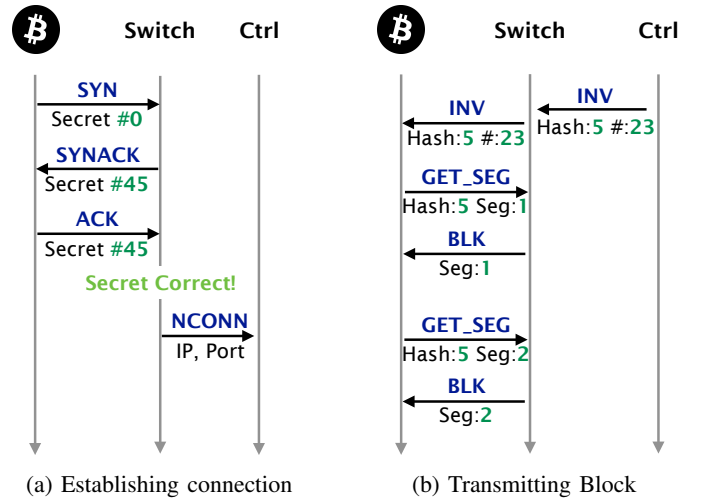 Switch Ctrl
SYN
Secret #0
SYNACK
Secret #45
ACK
Secret #45
Secret Correct!
NCONN
IP, Port
(a) Establishing connection
Switch Ctrl
INV
Hash:5 #:23
INV
Hash:5 #:23
GET_SEG
Hash:5 Seg:1
BLK
Seg:1
GET_SEG
Hash:5 Seg:2
BLK
Seg:2
(b) Transmitting Block